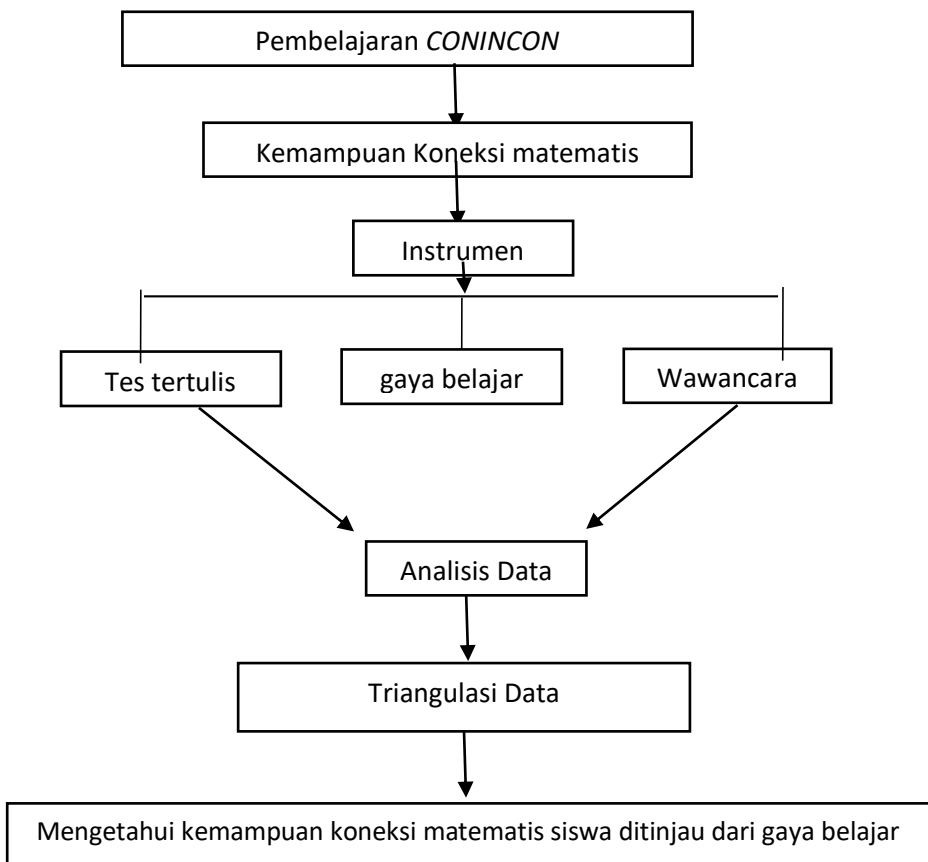 Pembelajaran CONINCON
Kemampuan Koneksi matematis
Instrumen
Tes tertulis
gaya belajar
Wawancara
Analisis Data
Triangulasi Data
Mengetahui kemampuan koneksi matematis siswa ditinjau dari gaya belajar